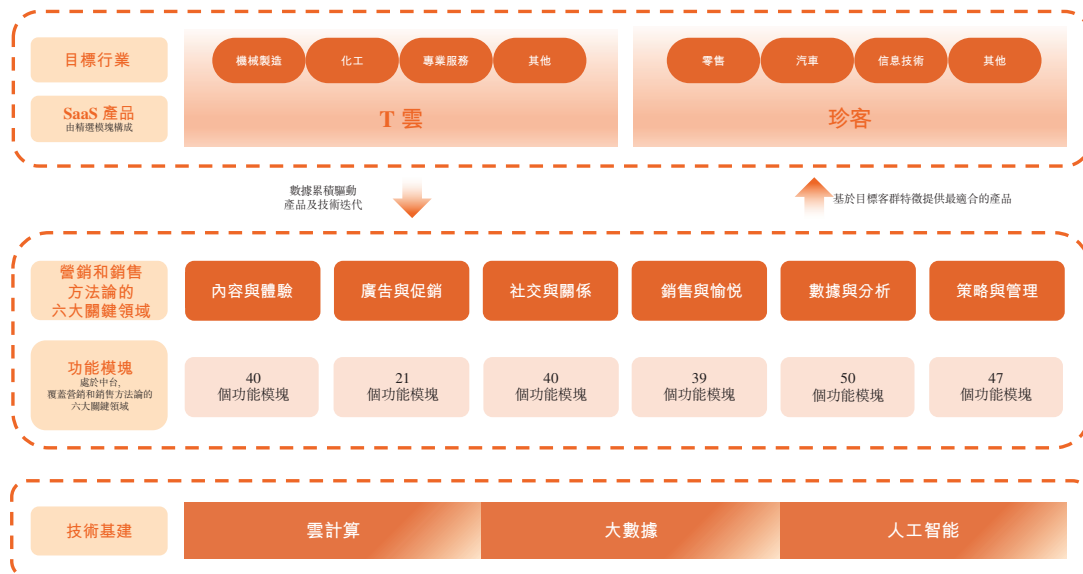 目標行業
機械製造
化工
專業服務
其他
零售
汽車
信息技術
其他
SaaS 產品
由精選模塊構成
T 雲
珍客
數據累積驅動
產品及技術迭代
基於目標客群特徵提供最適合的產品
營銷和銷售
方法論的
六大關鍵領域
內容與體驗
廣告與促銷
社交與關係
銷售與愉悅
數據與分析
策略與管理
功能模塊
處於中台,
覆蓋營銷和銷售方法論的
六大關鍵領域
40
個功能模塊
21
個功能模塊
40
個功能模塊
39
個功能模塊
50
個功能模塊
47
個功能模塊
技術基建
雲計算
大數據
人工智能